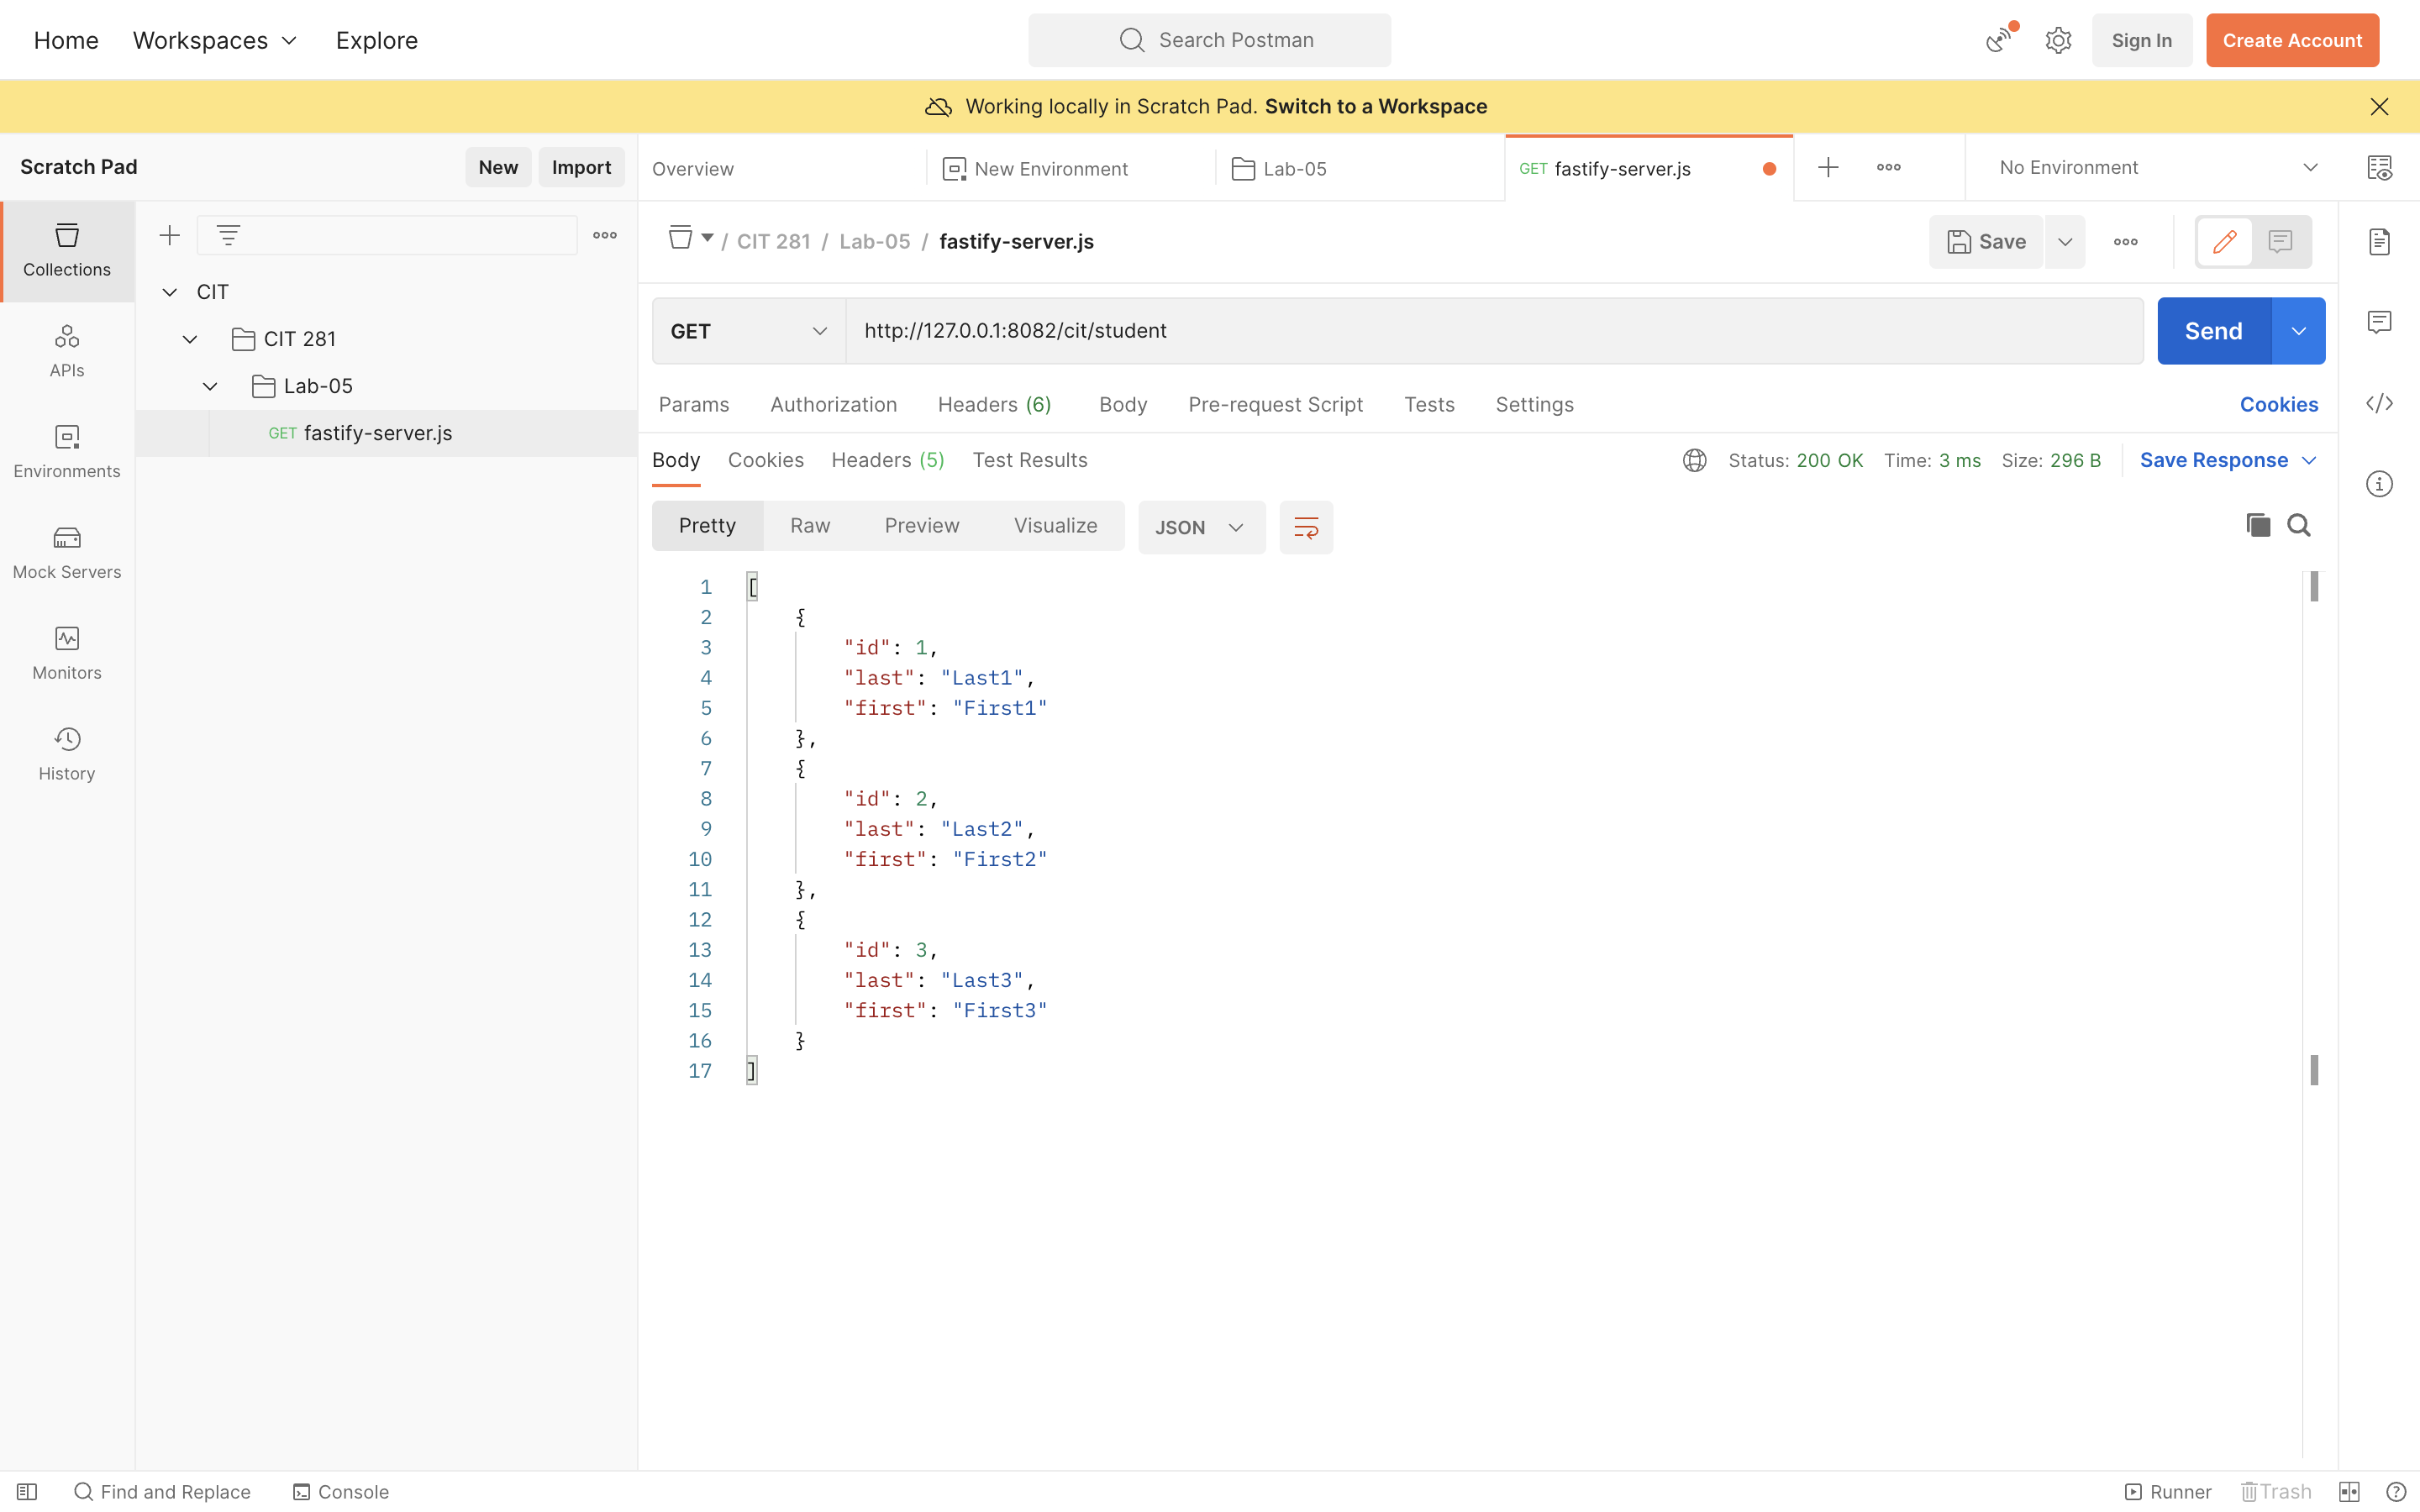 Home Workspaces Explore Search Postman Sign In Create Account
Working locally in Scratch Pad. Switch to a Workspace
Scratch Pad New Import Overview New Environment Lab-05 GET fastify-server.js No Environment
Collections
APIs
Environments
Mock Servers
Monitors
History
CIT
CIT 281
Lab-05
GET fastify-server.js
/ CIT 281 / Lab-05 / fastify-server.js Save
GET http://127.0.0.1:8082/cit/student Send
Params Authorization Headers (6) Body Pre-request Script Tests Settings Cookies
Body Cookies Headers (5) Test Results Status: 200 OK Time: 3 ms Size: 296 B Save Response
Pretty Raw Preview Visualize JSON
1 [
2 {
3 "id": 1,
4 "last": "Last1",
5 "first": "First1"
6 },
7 {
8 "id": 2,
9 "last": "Last2",
10 "first": "First2"
11 },
12 {
13 "id": 3,
14 "last": "Last3",
15 "first": "First3"
16 }
17 ]
Find and Replace Console Runner Trash